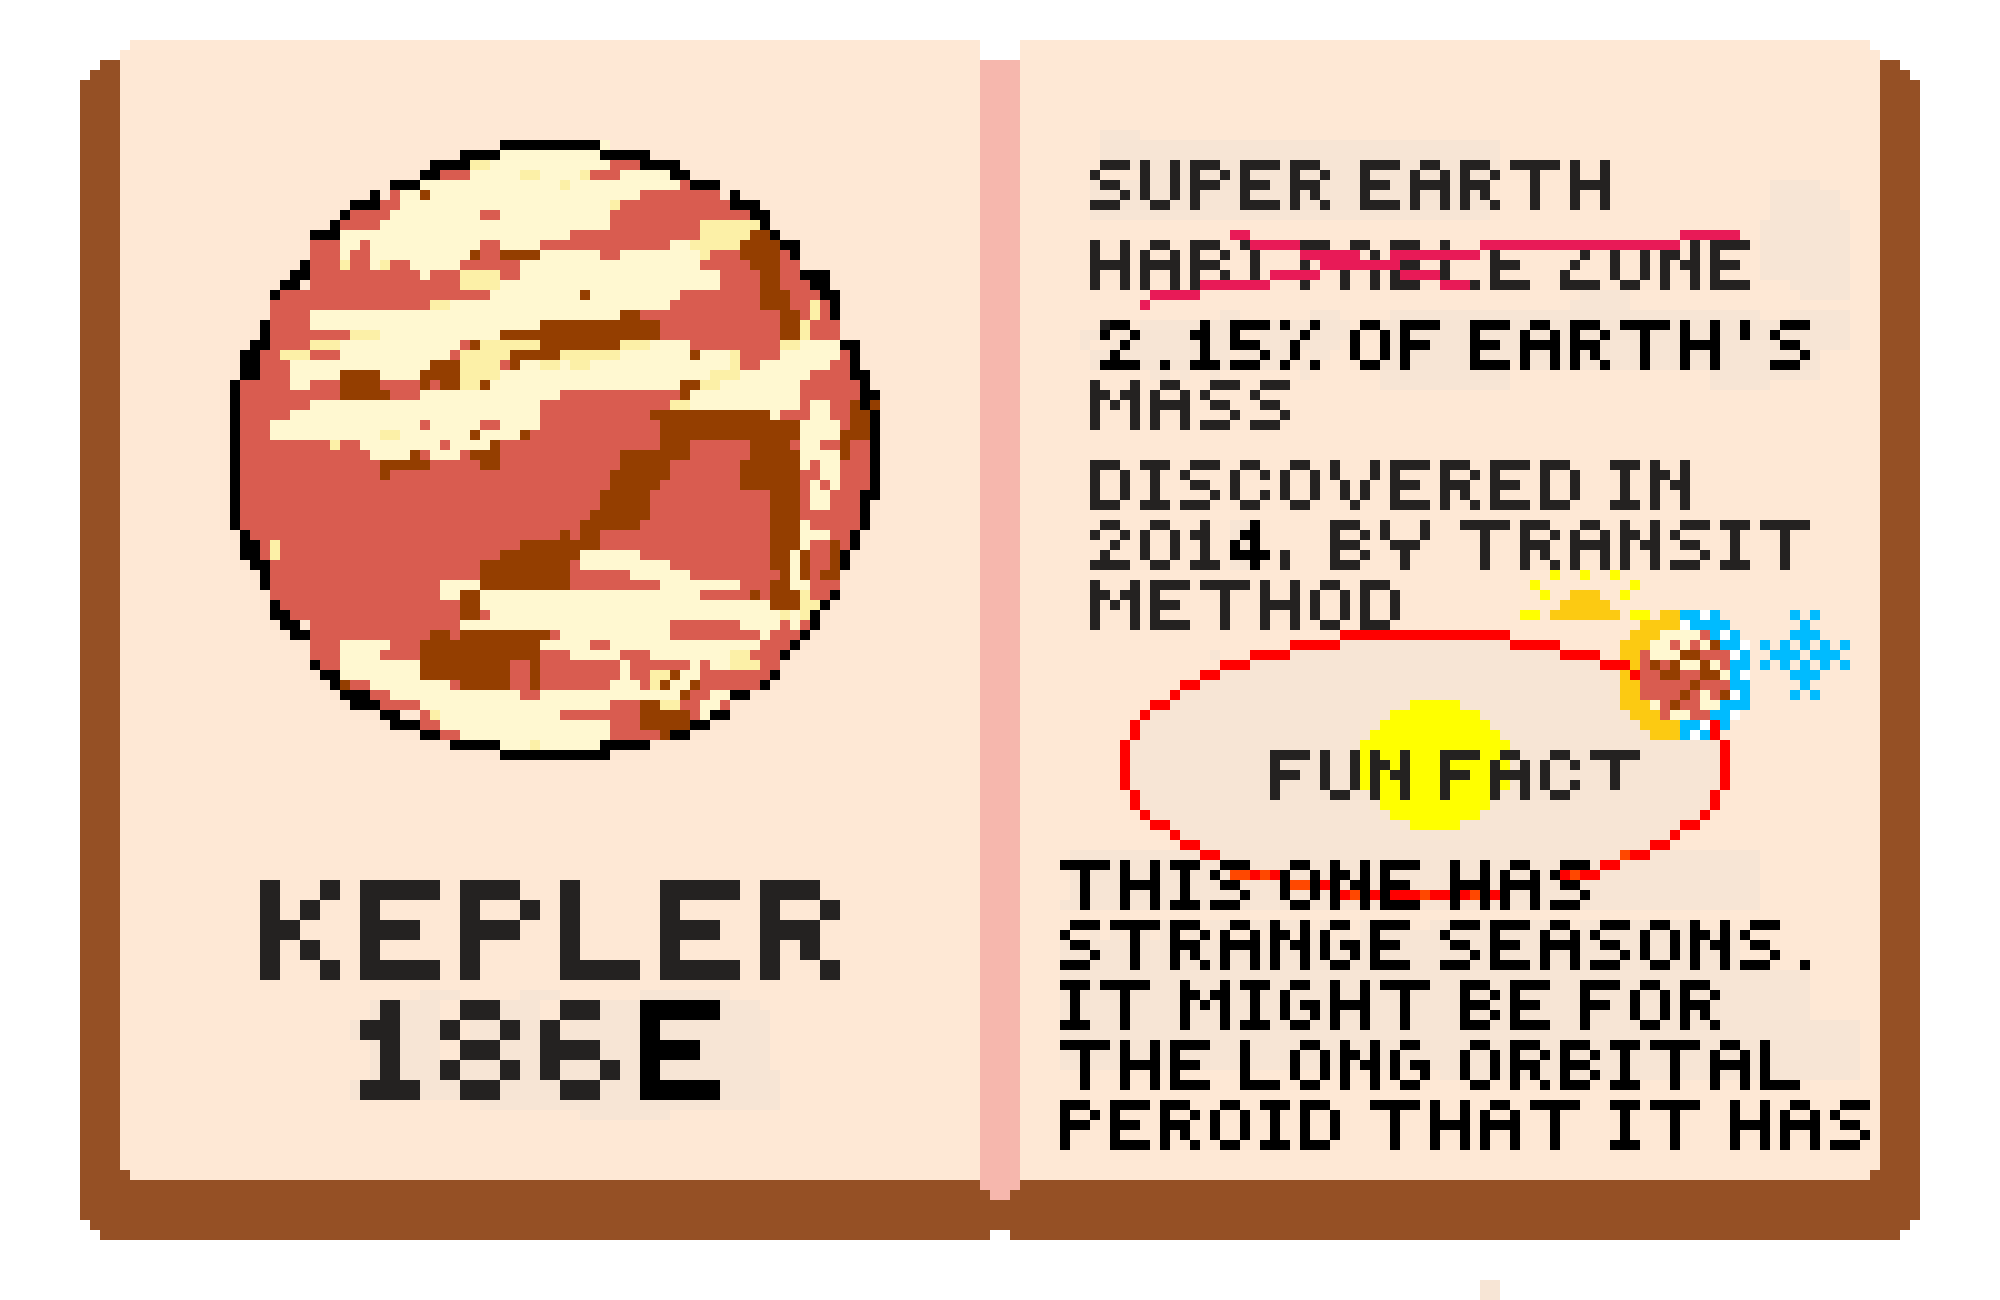 KEPLER
186E
SUPER EARTH
HABITABLE ZONE
2.15% OF EARTH'S
MASS
DISCOVERED IN
2014, BY TRANSIT
METHOD
FUN FACT
THIS ONE HAS
STRANGE SEASONS.
IT MIGHT BE FOR
THE LONG ORBITAL
PEROID THAT IT HAS